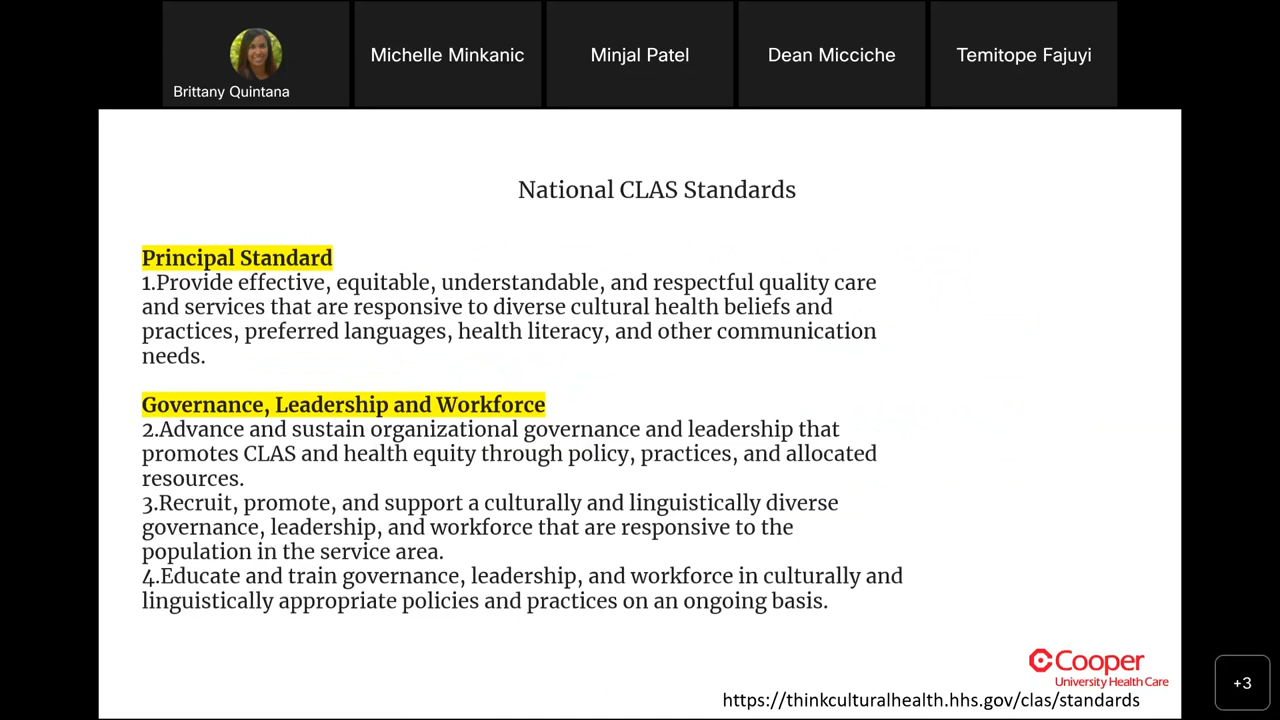 Brittany Quintana
Michelle Minkanic
Minjal Patel
Dean Micciche
Temitope Fajuyi
National CLAS Standards
Principal Standard
1.Provide effective, equitable, understandable, and respectful quality care
and services that are responsive to diverse cultural health beliefs and
practices, preferred languages, health literacy, and other communication
needs.
Governance, Leadership and Workforce
2.Advance and sustain organizational governance and leadership that
promotes CLAS and health equity through policy, practices, and allocated
resources.
3.Recruit, promote, and support a culturally and linguistically diverse
governance, leadership, and workforce that are responsive to the
population in the service area.
4.Educate and train governance, leadership, and workforce in culturally and
linguistically appropriate policies and practices on an ongoing basis.
Cooper
University Health Care
https://thinkculturalhealth.hhs.gov/clas/standards
+3